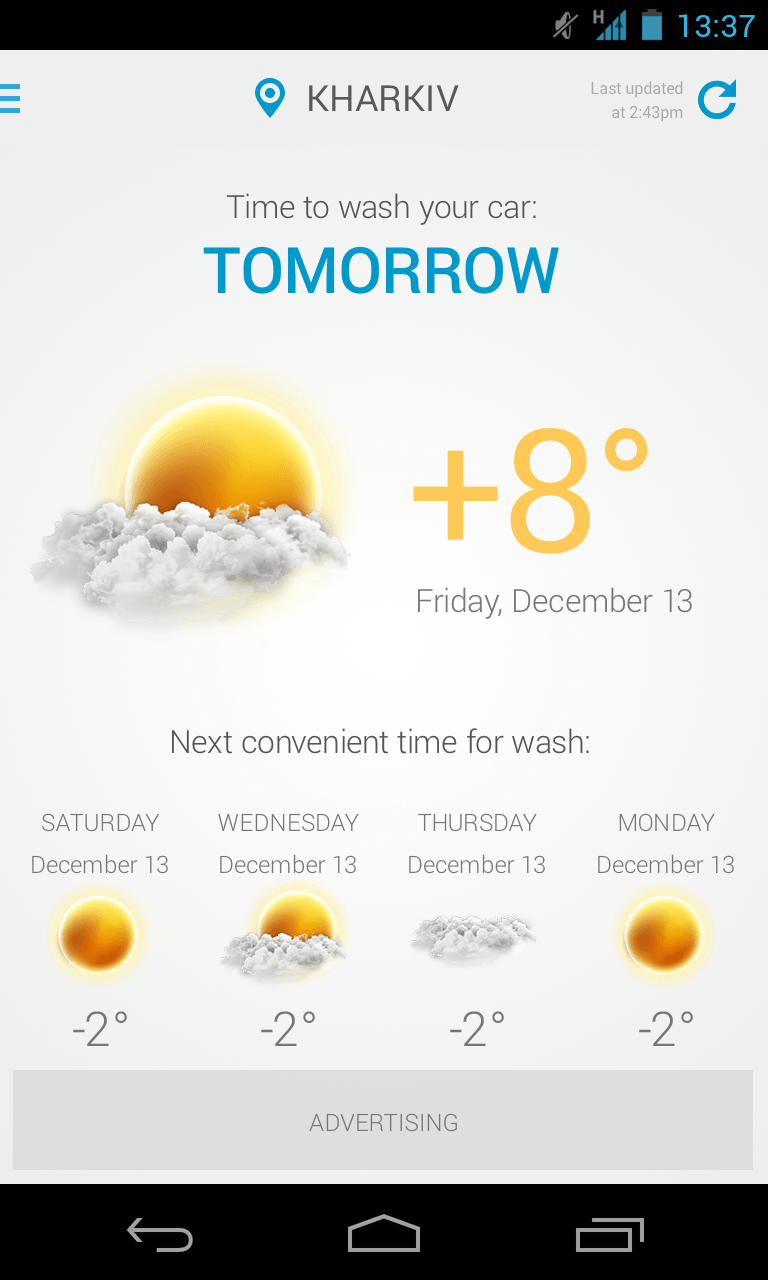 H
13:37
KHARKIV
Last updated
at 2:43pm
Time to wash your car:
TOMORROW
+8°
Friday, December 13
Next convenient time for wash:
SATURDAY WEDNESDAY THURSDAY MONDAY
December 13 December 13 December 13 December 13
-2° -2° -2° -2°
ADVERTISING